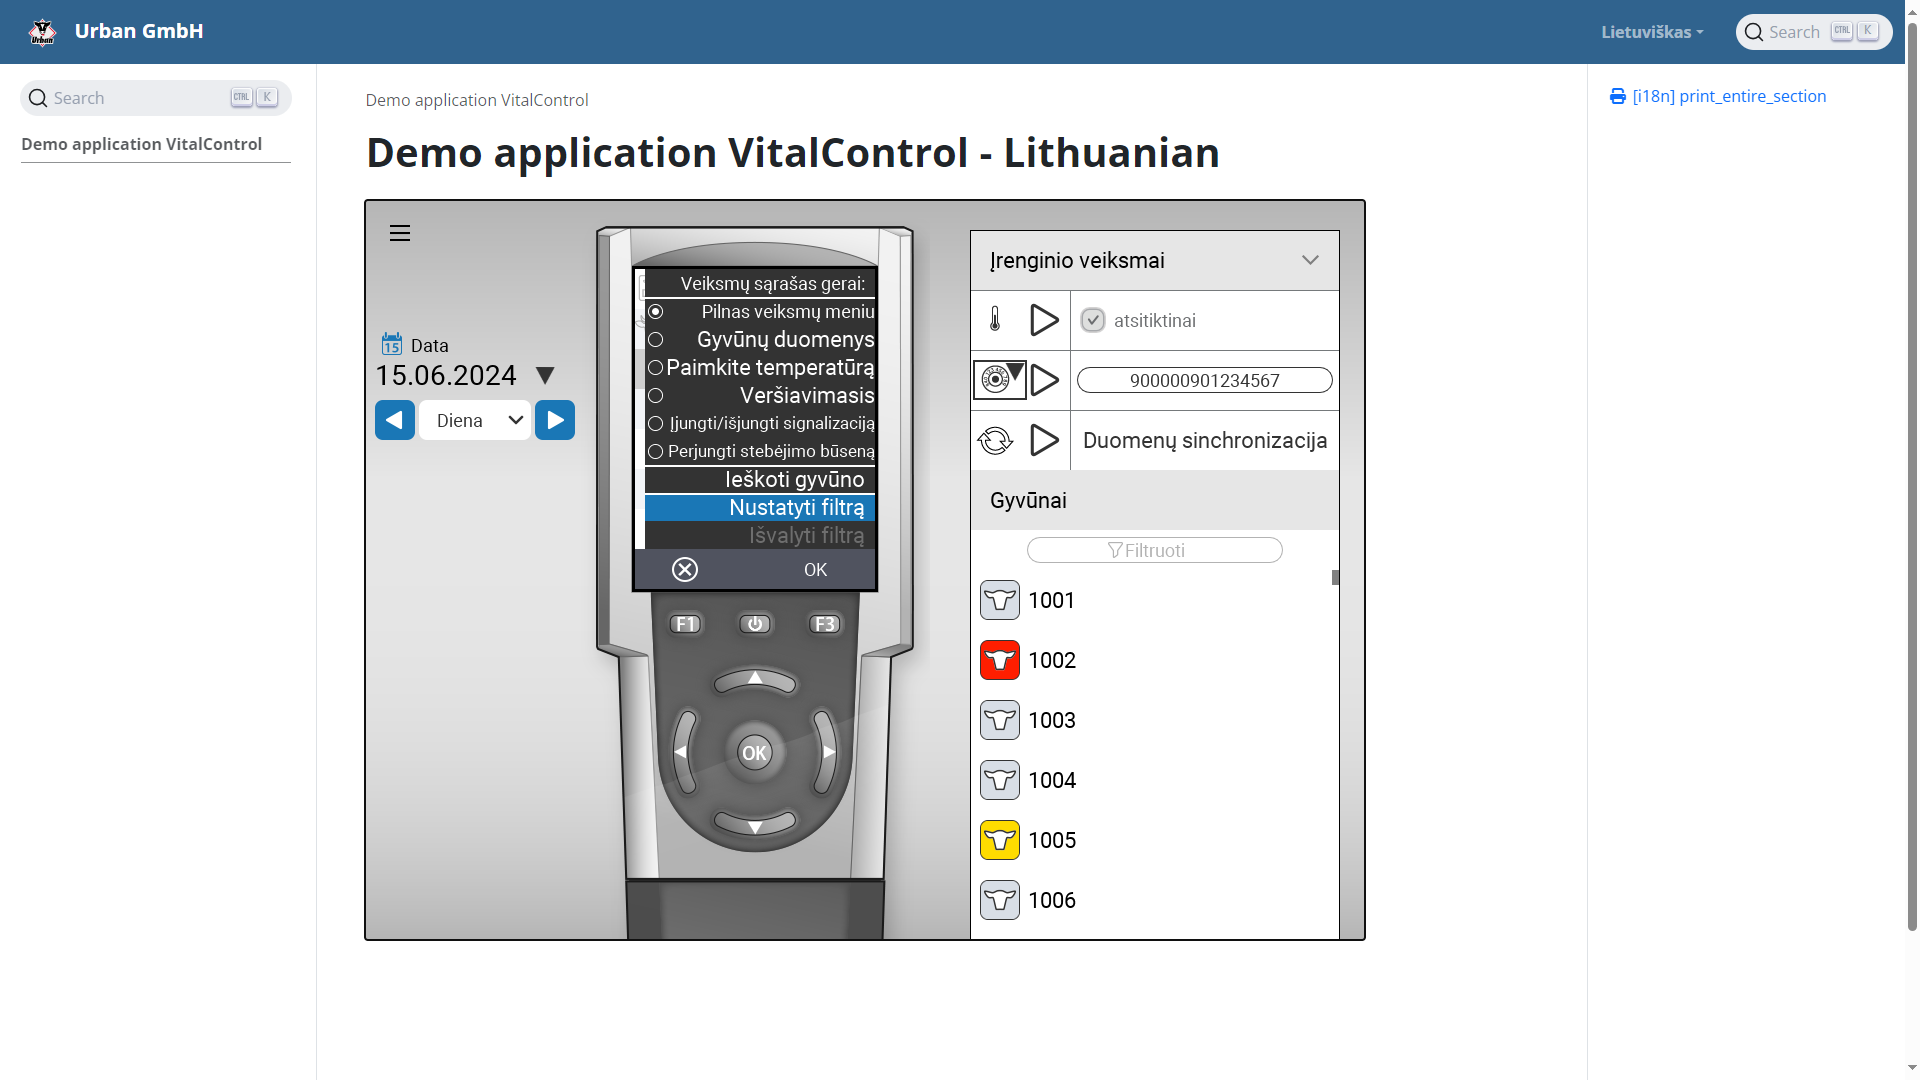 Urban GmbH
Lietuviškas
Search CTRL K
Search CTRL K
Demo application VitalControl
Demo application VitalControl
Demo application VitalControl - Lithuanian
[i18n] print_entire_section
15 Data
15.06.2024
Diena
Veiksmų sąrašas gerai:
Pilnas veiksmų meniu
Gyvūnų duomenys
Paimkite temperatūrą
Veršiavimasis
Įjungti/išjungti signalizaciją
Perjungti stebėjimo būseną
Ieškoti gyvūno
Nustatyti filtrą
Išvalyti filtrą
OK
F1 F3
OK
Įrenginio veiksmai
atsitiktinai
900000901234567
Duomenų sinchronizacija
Gyvūnai
Filtruoti
1001
1002
1003
1004
1005
1006